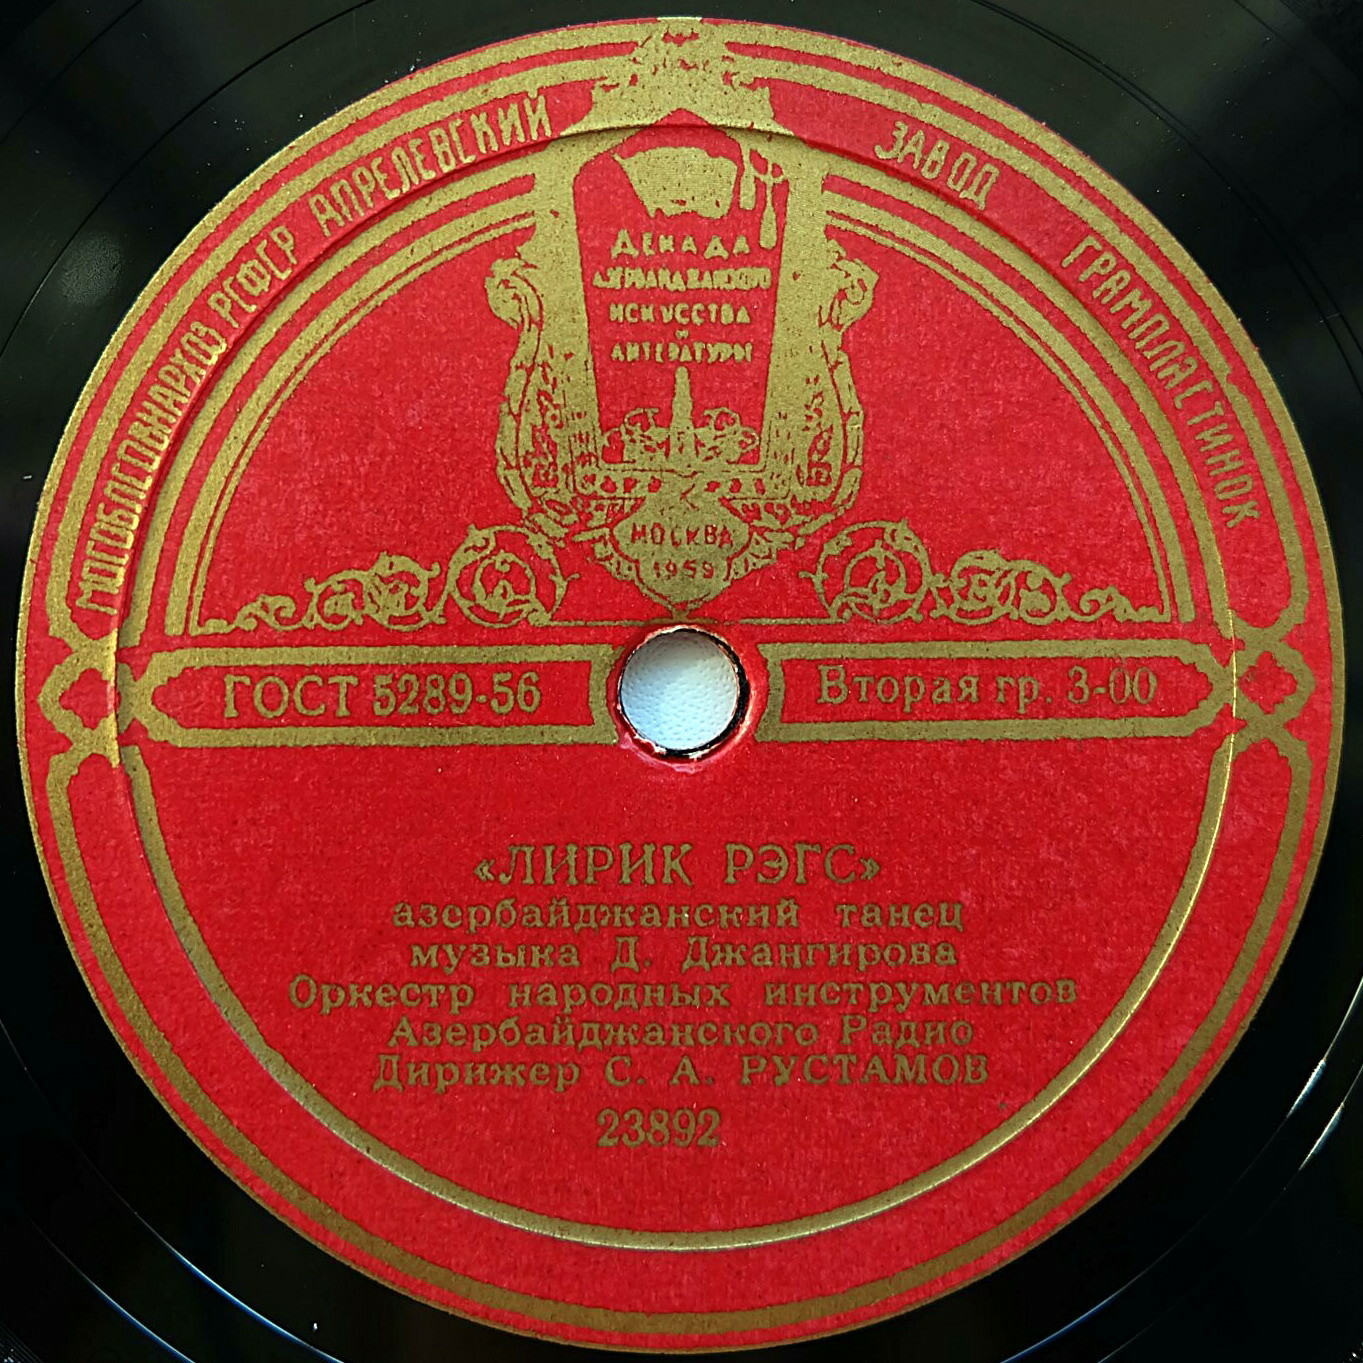 МОСОБЛСОВНАРХОЗ РСФСР АПРЕЛЕВСКИЙ ЗАВОД ГРАМПЛАСТИНОК
ДЕКАДА
АЗЕРБАЙДЖАНСКОГО
ИСКУССТВА
И
ЛИТЕРАТУРЫ
МОСКВА
1959
ГОСТ 5289-56
Вторая гр. 3-00
«ЛИРИК РЭГС»
азербайджанский танец
музыка Д. Джангирова
Оркестр народных инструментов
Азербайджанского Радио
Дирижер С. А. РУСТАМОВ
23892